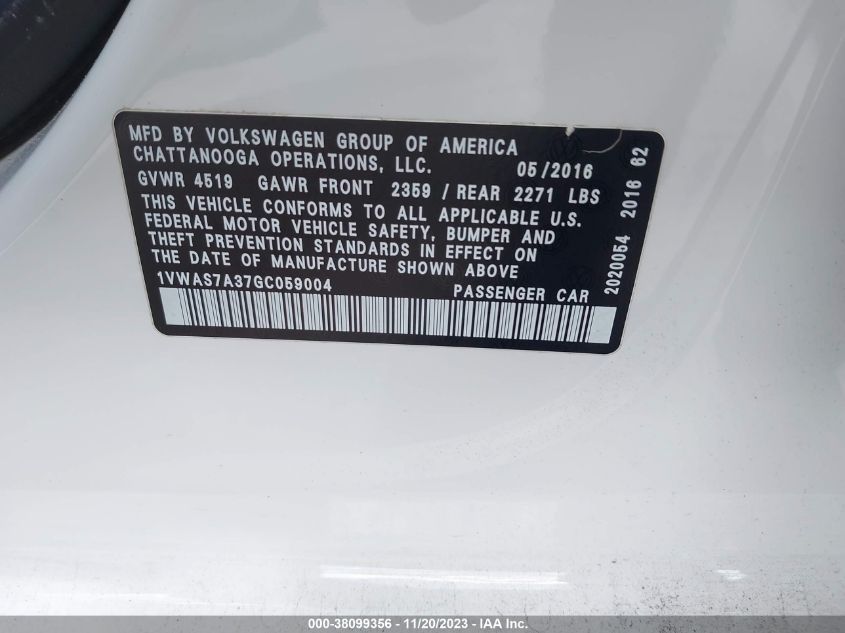 MFD BY VOLKSWAGEN GROUP OF AMERICA
CHATTANOOGA OPERATIONS, LLC. 05/2016
GVWR 4519 GAWR FRONT 2359 / REAR 2271 LBS
THIS VEHICLE CONFORMS TO ALL APPLICABLE U.S.
FEDERAL MOTOR VEHICLE SAFETY, BUMPER AND
THEFT PREVENTION STANDARDS IN EFFECT ON
THE DATE OF MANUFACTURE SHOWN ABOVE
1VWAS7A37GC059004 PASSENGER CAR
2020054 2016 62
000-38099356 - 11/20/2023 - IAA Inc.